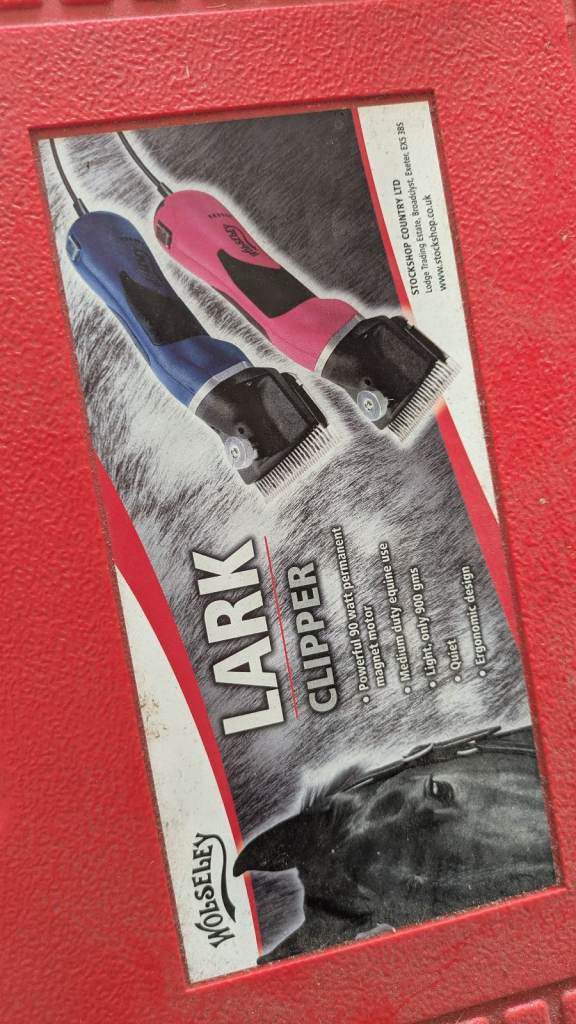 WOLSELEY
LARK
CLIPPER
• Powerful 90 watt permanent
magnet motor
• Medium duty equine use
• Light, only 900 gms
• Quiet
• Ergonomic design
STOCKSHOP COUNTRY LTD
Lodge Trading Estate, Broadclyst, Exeter, EX5 3BS
www.stockshop.co.uk
WOLSELEY